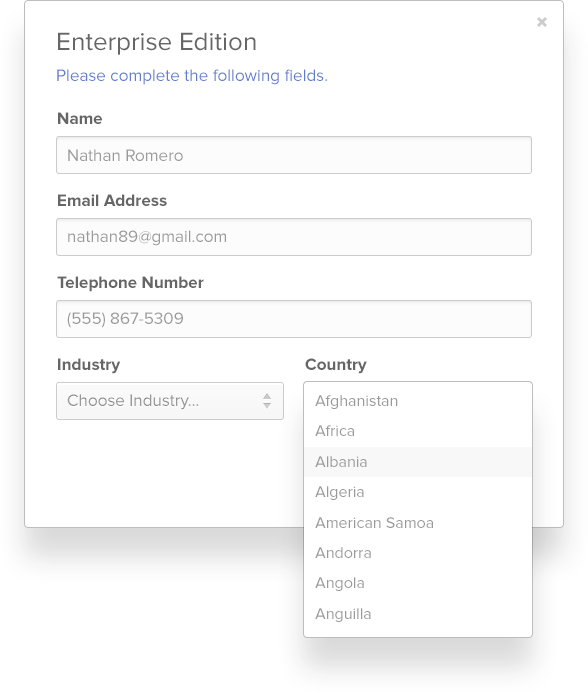 Enterprise Edition
Please complete the following fields.
Name
Nathan Romero
Email Address
nathan89@gmail.com
Telephone Number
(555) 867-5309
Industry
Choose Industry...
Country
Afghanistan
Africa
Albania
Algeria
American Samoa
Andorra
Angola
Anguilla